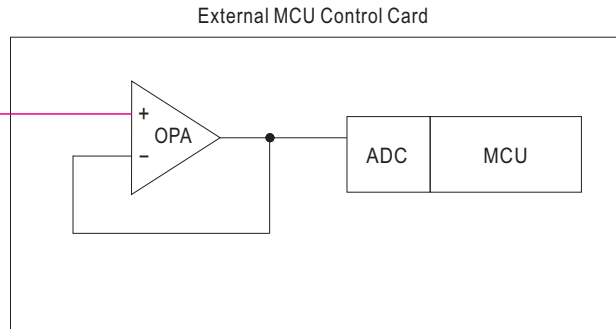 External MCU Control Card
+
OPA
−
ADC MCU